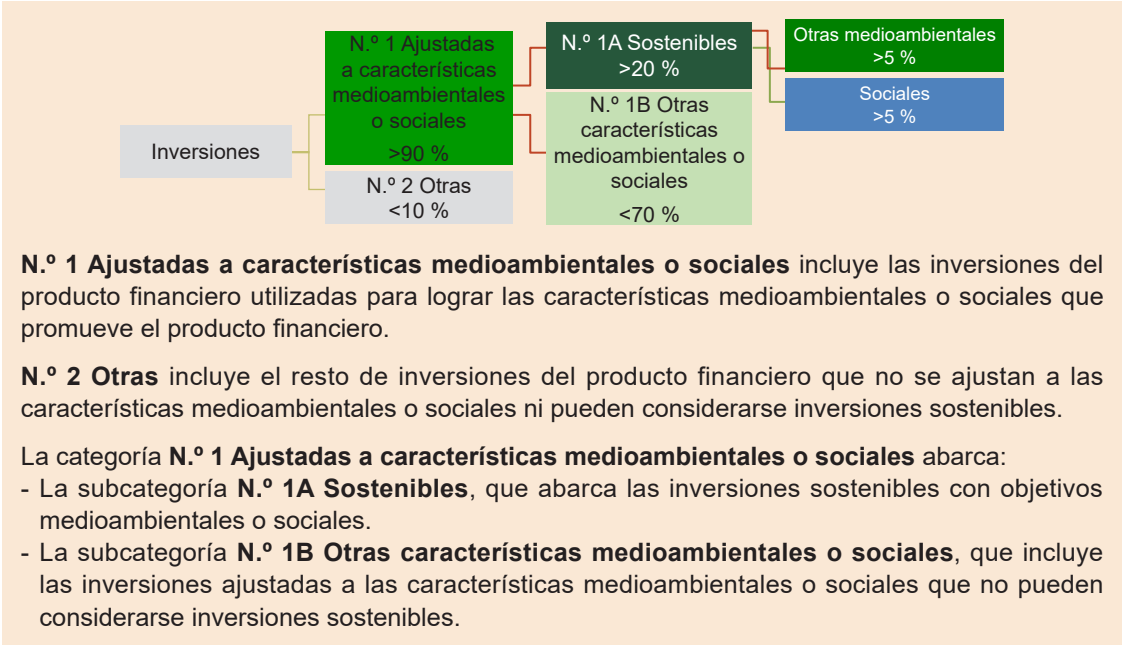 Inversiones
N.º 1 Ajustadas
a características
medioambientales
o sociales
>90 %
N.º 2 Otras
<10 %
N.º 1A Sostenibles
>20 %
N.º 1B Otras
características
medioambientales o
sociales
<70 %
Otras medioambientales
>5 %
Sociales
>5 %
N.º 1 Ajustadas a características medioambientales o sociales incluye las inversiones del
producto financiero utilizadas para lograr las características medioambientales o sociales que
promueve el producto financiero.
N.º 2 Otras incluye el resto de inversiones del producto financiero que no se ajustan a las
características medioambientales o sociales ni pueden considerarse inversiones sostenibles.
La categoría N.º 1 Ajustadas a características medioambientales o sociales abarca:
- La subcategoría N.º 1A Sostenibles, que abarca las inversiones sostenibles con objetivos
medioambientales o sociales.
- La subcategoría N.º 1B Otras características medioambientales o sociales, que incluye
las inversiones ajustadas a las características medioambientales o sociales que no pueden
considerarse inversiones sostenibles.